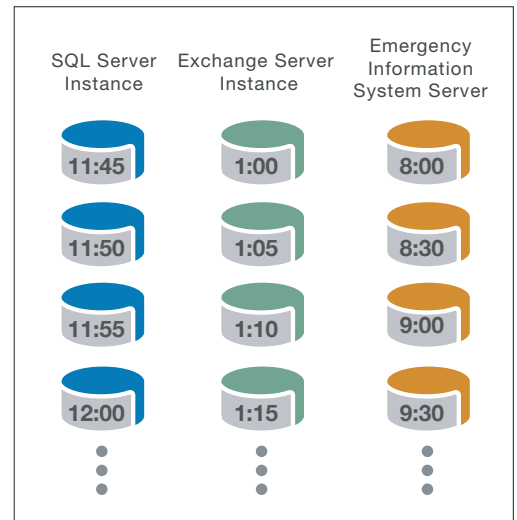 SQL Server
Instance
Exchange Server
Instance
Emergency
Information
System Server
11:45
1:00
8:00
11:50
1:05
8:30
11:55
1:10
9:00
12:00
1:15
9:30